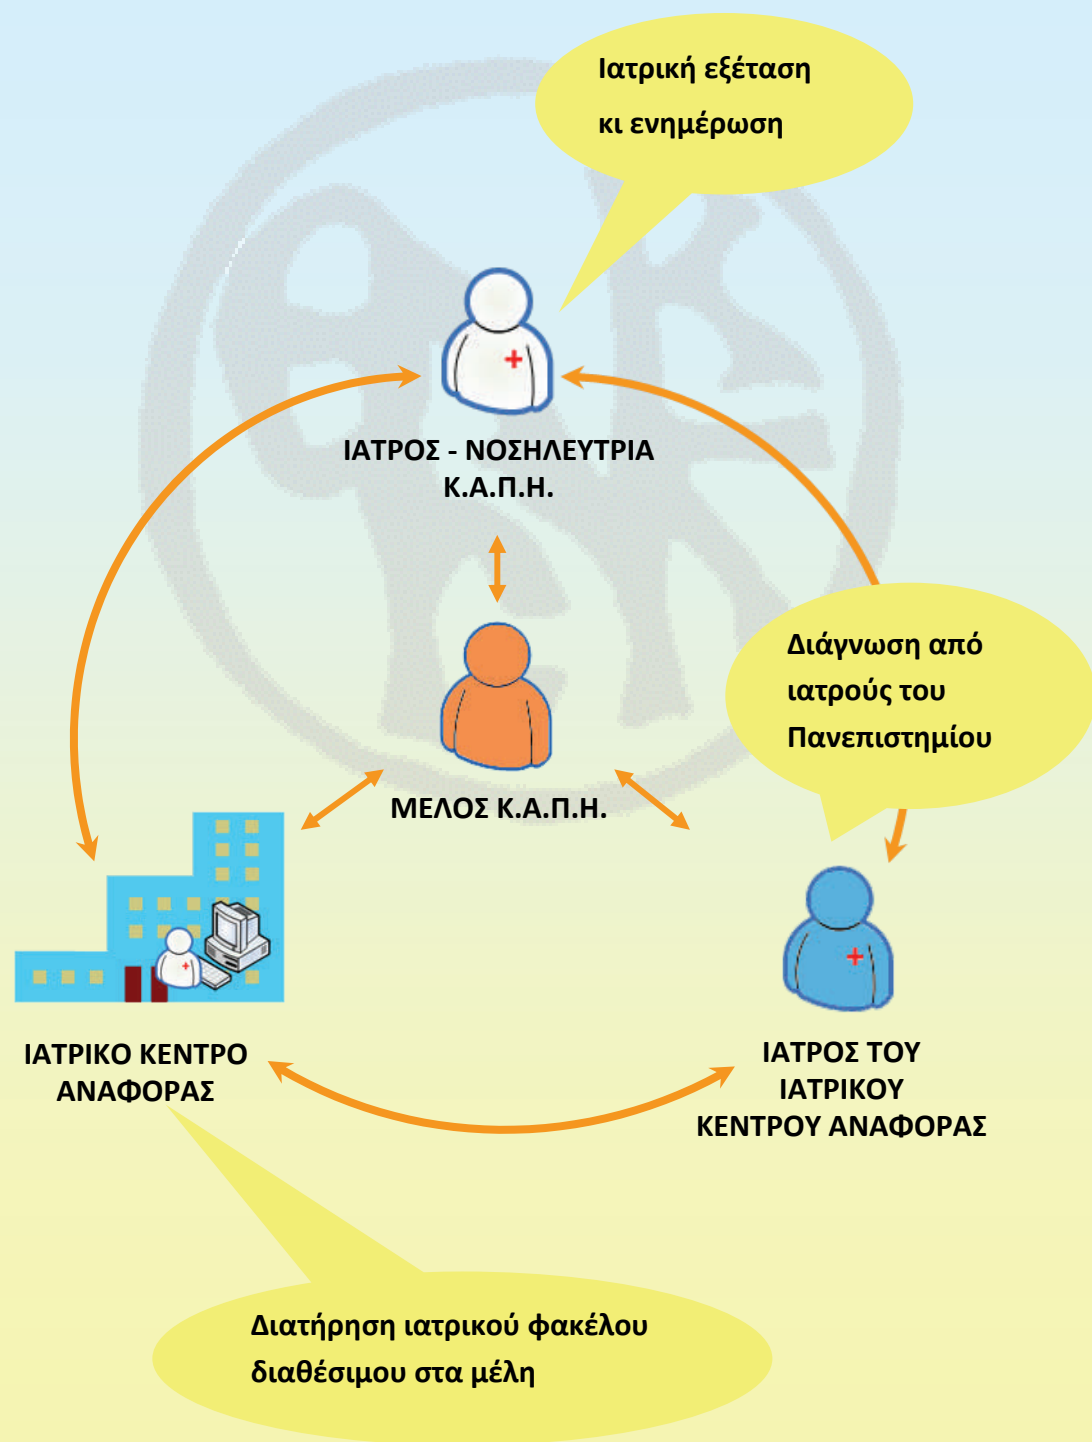 Ιατρική εξέταση
κι ενημέρωση
ΙΑΤΡΟΣ - ΝΟΣΗΛΕΥΤΡΙΑ
Κ.Α.Π.Η.
Διάγνωση από
ιατρούς του
Πανεπιστημίου
ΜΕΛΟΣ Κ.Α.Π.Η.
ΙΑΤΡΙΚΟ ΚΕΝΤΡΟ
ΑΝΑΦΟΡΑΣ
ΙΑΤΡΟΣ ΤΟΥ
ΙΑΤΡΙΚΟΥ
ΚΕΝΤΡΟΥ ΑΝΑΦΟΡΑΣ
Διατήρηση ιατρικού φακέλου
διαθέσιμου στα μέλη